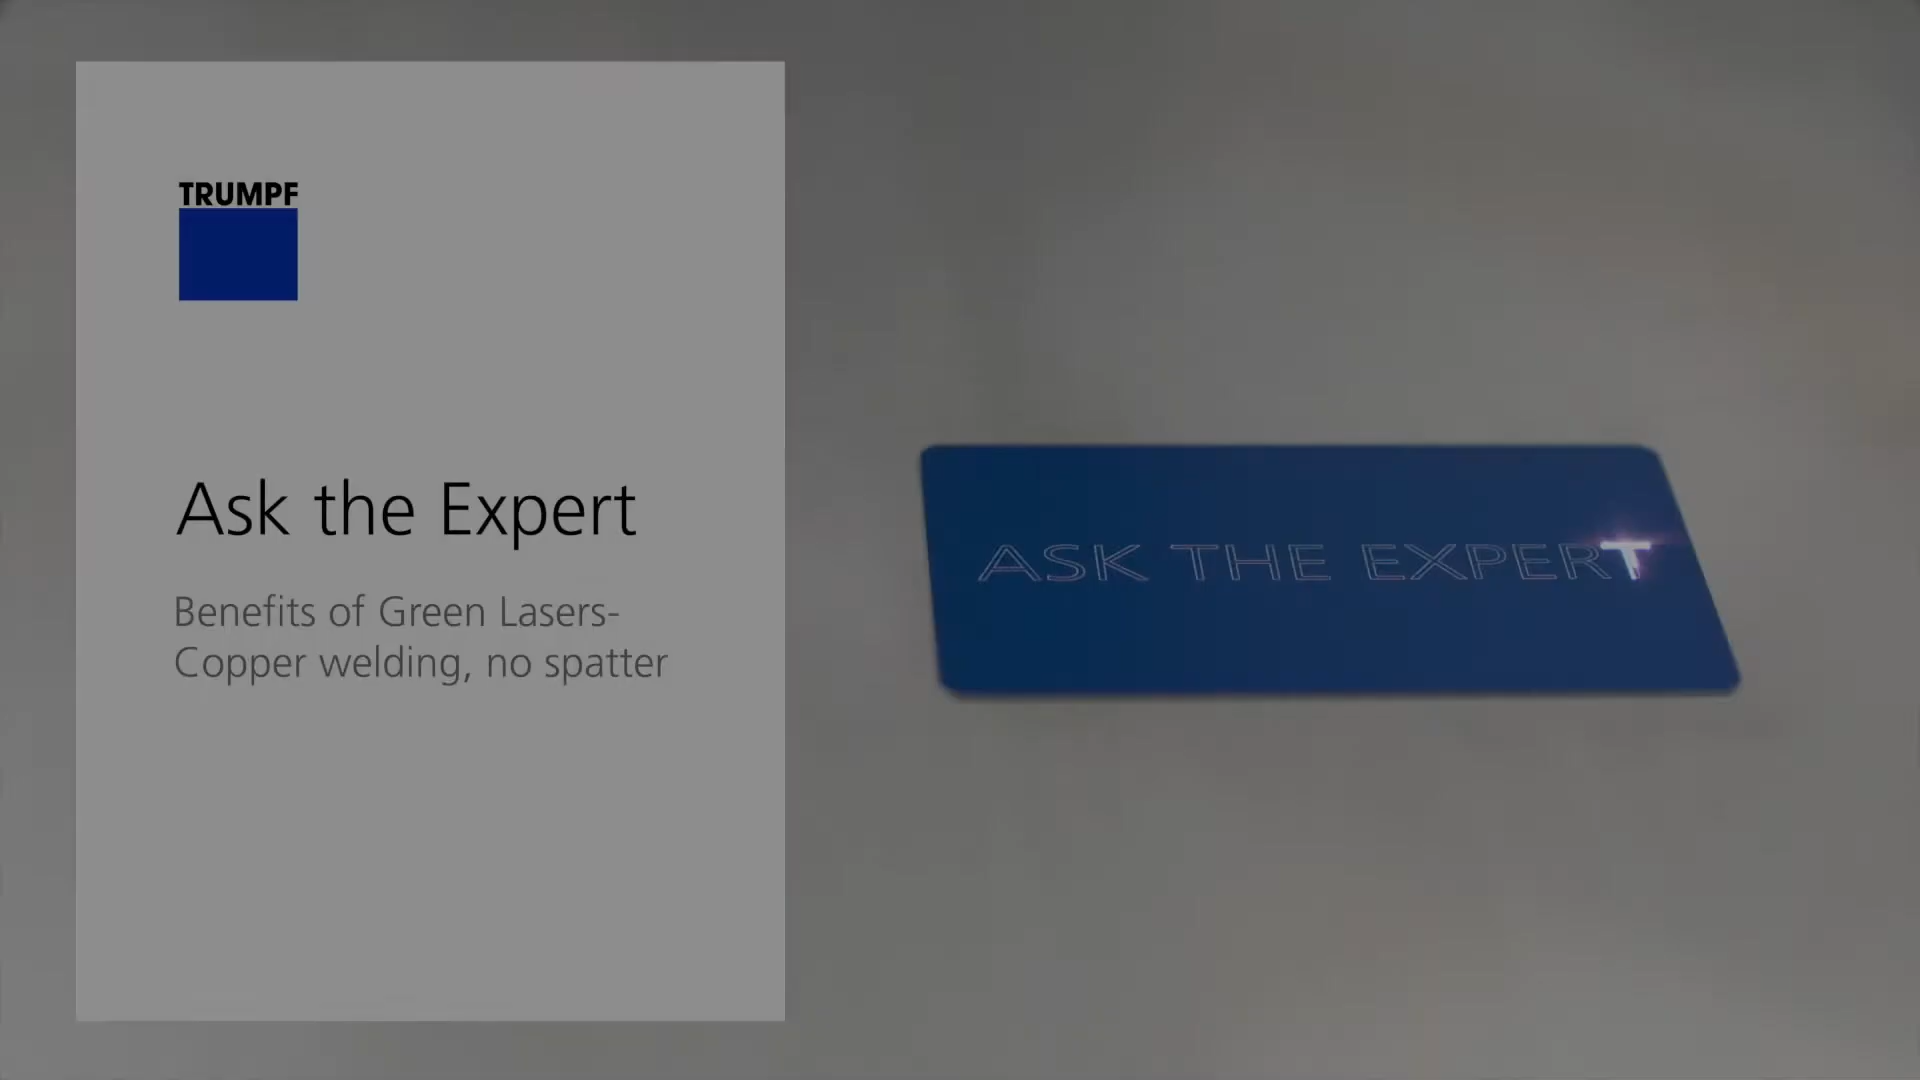 TRUMPF
Ask the Expert
Benefits of Green Lasers-
Copper welding, no spatter
ASK THE EXPERT